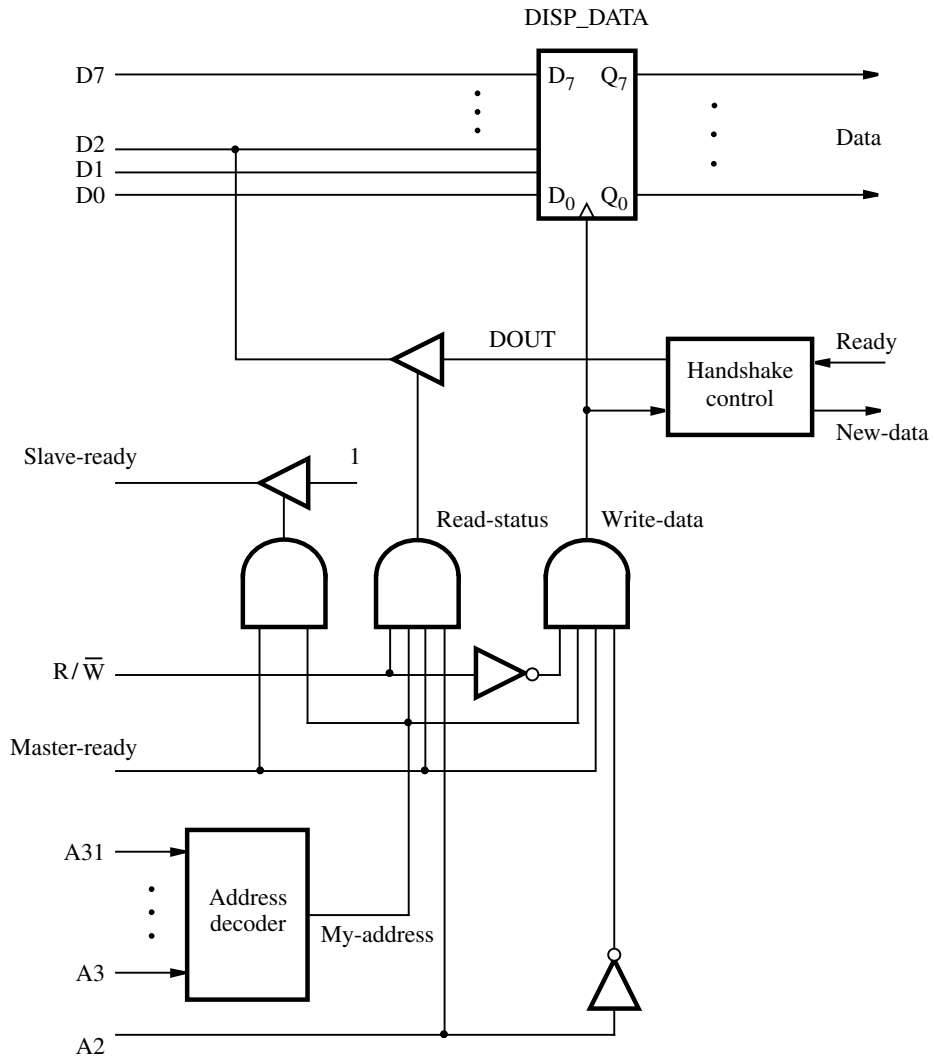 DISP_DATA
D7 D7 Q7
Data
D2
D1
D0 D0 Q0
DOUT
Ready
Handshake
control
New-data
Slave-ready
1
Read-status
Write-data
R/W̅
Master-ready
A31
Address
decoder
My-address
A3
A2